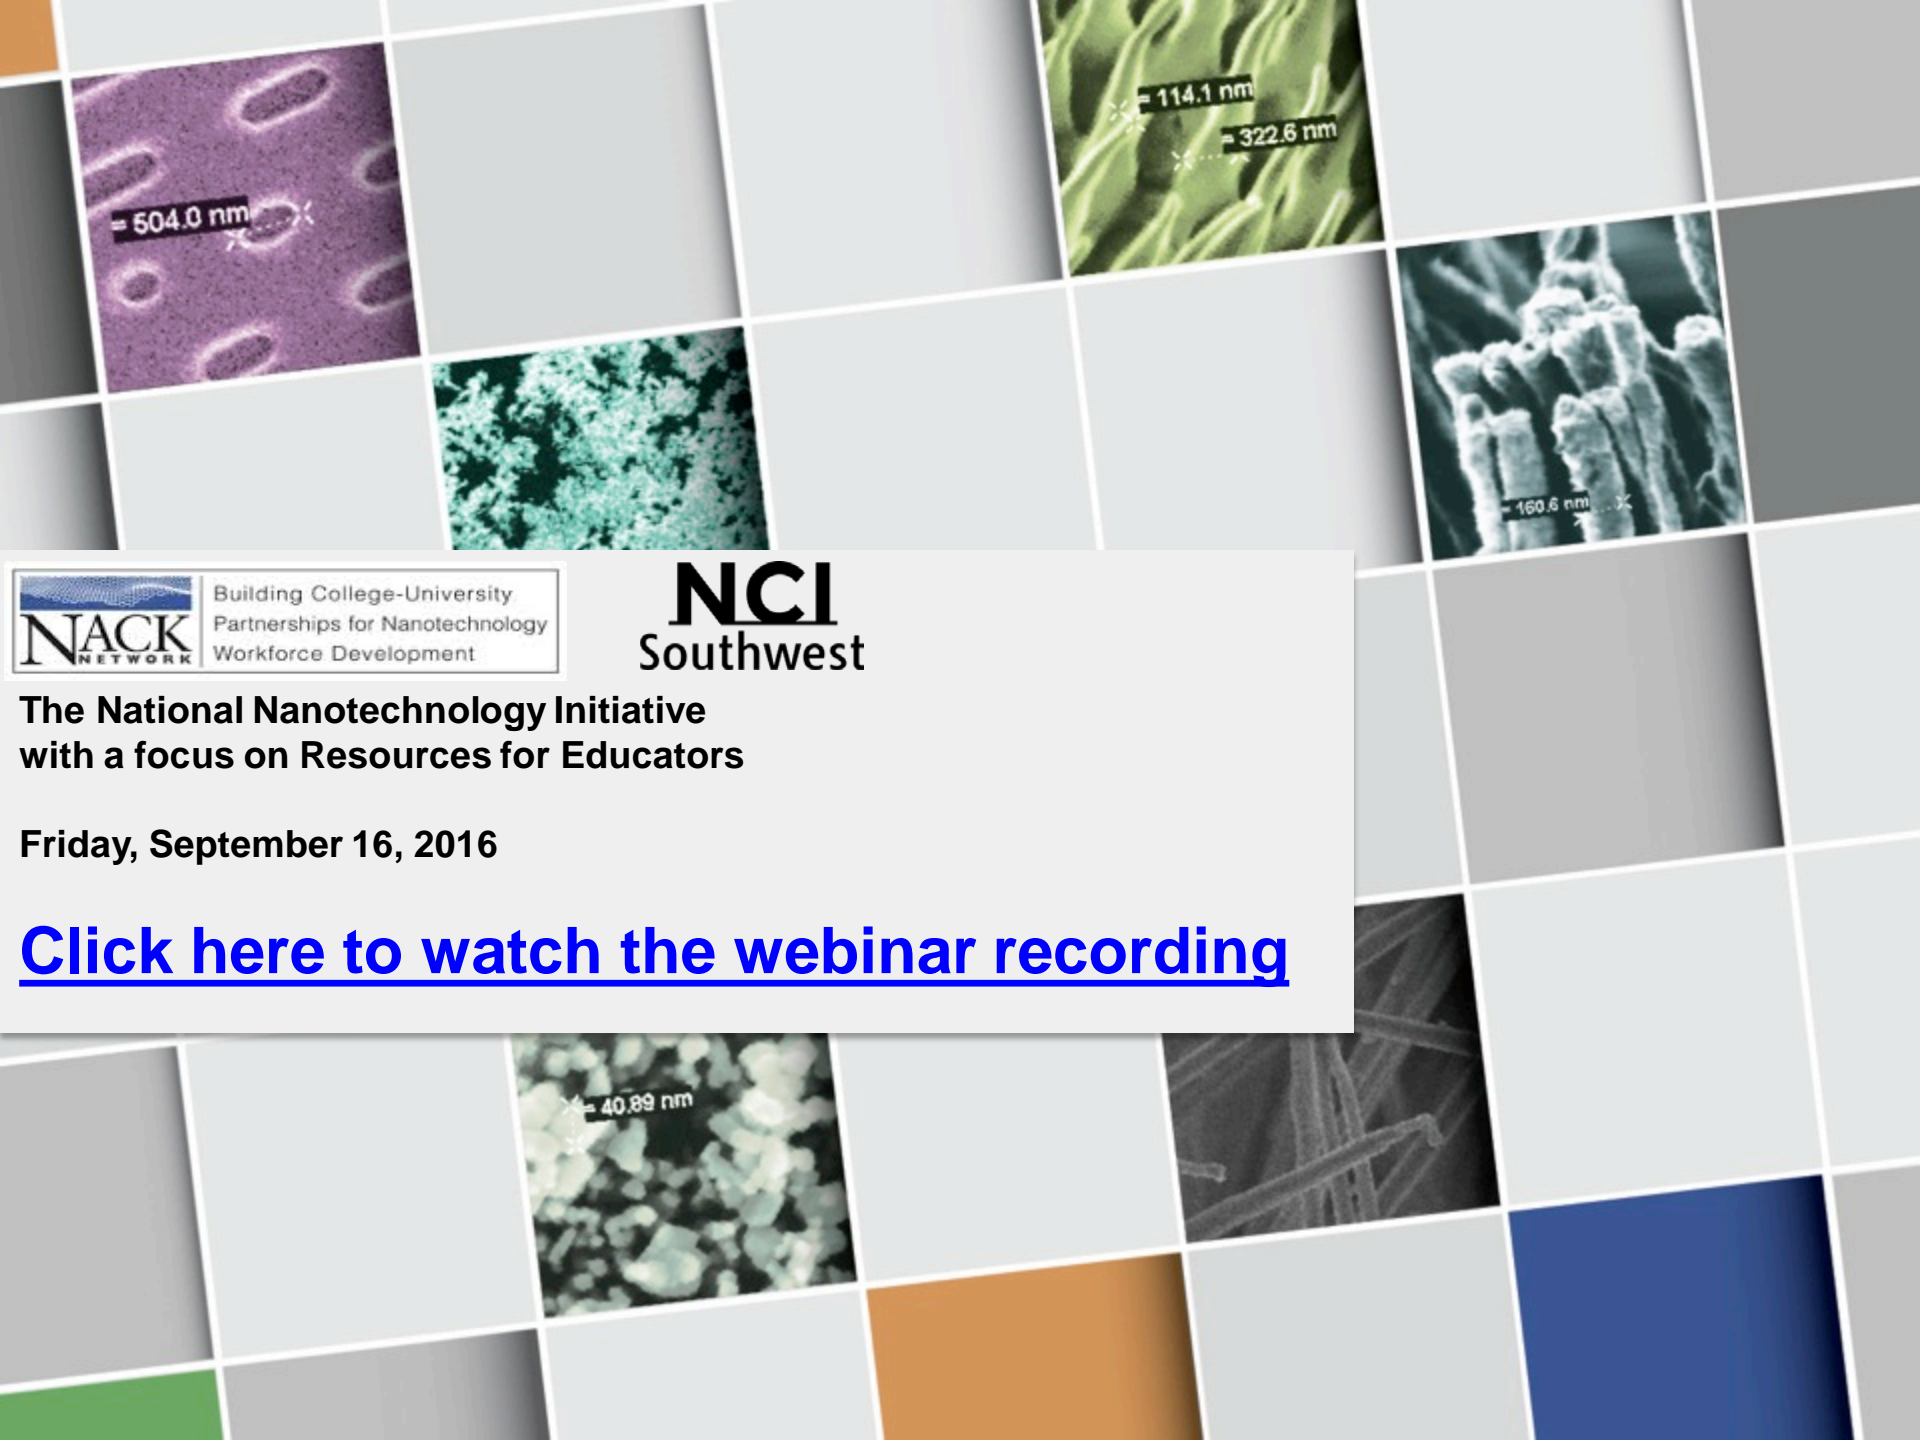 = 114.1 nm
= 322.6 nm
= 504.0 nm
= 160.6 nm
NACK
NETWORK
Building College-University
Partnerships for Nanotechnology
Workforce Development
NCI
Southwest
The National Nanotechnology Initiative
with a focus on Resources for Educators
Friday, September 16, 2016
Click here to watch the webinar recording
= 40.89 nm